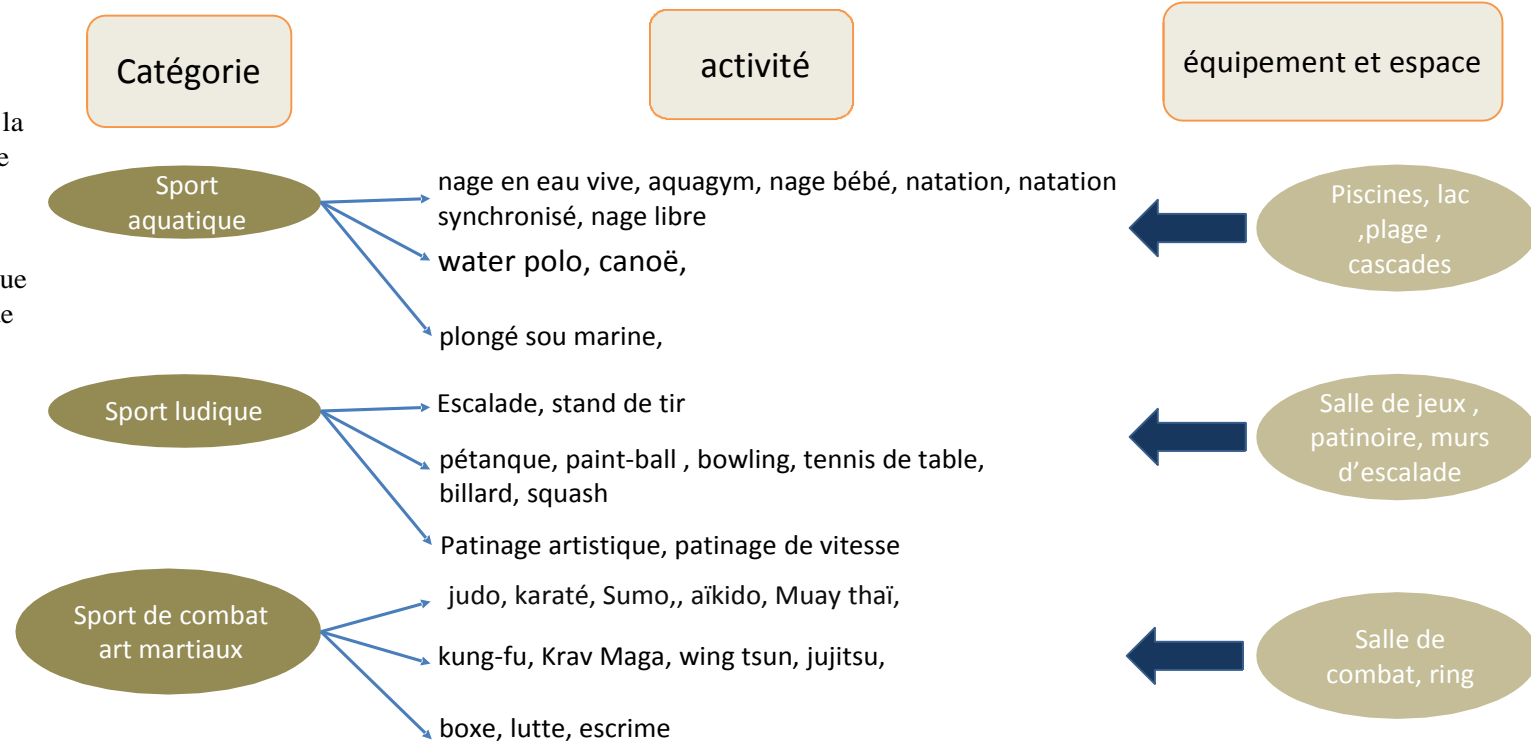 Catégorie
activité
équipement et espace
la
e
ue
le
Sport
aquatique
nage en eau vive, aquagym, nage bébé, natation, natation
synchronisé, nage libre
water polo, canoë,
plongé sou marine,
Piscines, lac
,plage ,
cascades
Sport ludique
Escalade, stand de tir
pétanque, paint-ball , bowling, tennis de table,
billard, squash
Patinage artistique, patinage de vitesse
Salle de jeux ,
patinoire, murs
d’escalade
Sport de combat
art martiaux
judo, karaté, Sumo,, aïkido, Muay thaï,
kung-fu, Krav Maga, wing tsun, jujitsu,
boxe, lutte, escrime
Salle de
combat, ring